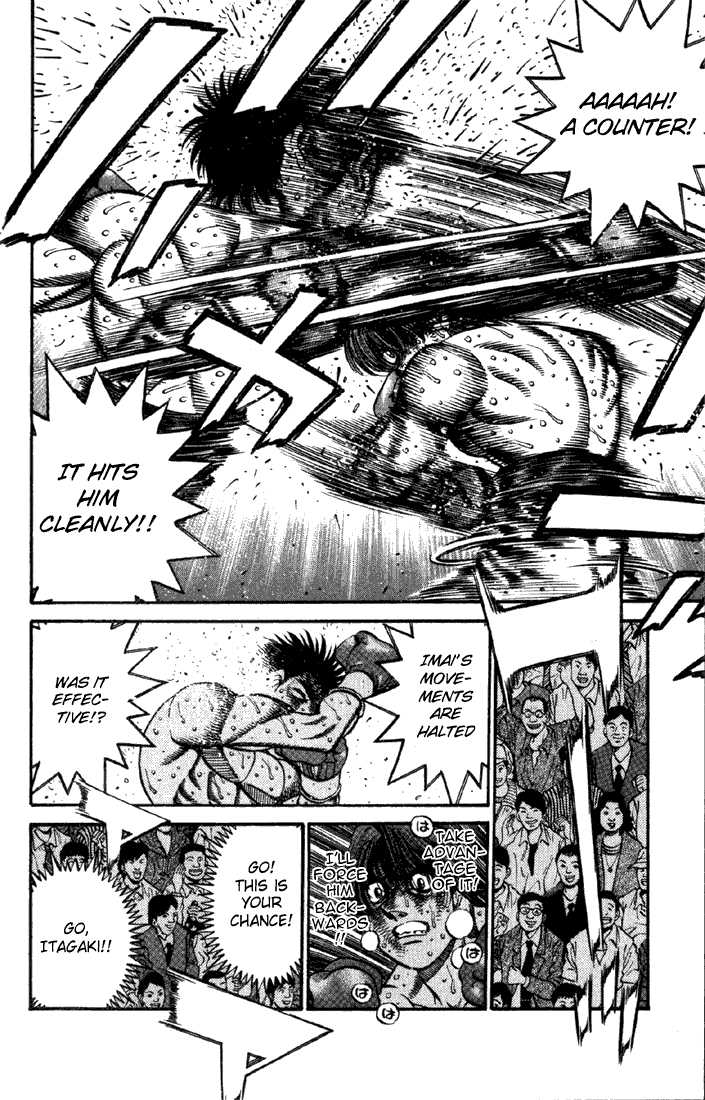 AAAAAH!
A COUNTER!
IT HITS
HIM
CLEANLY!!
IMAI'S
MOVE-
MENTS
ARE
HALTED
WAS IT
EFFEC-
TIVE!?
TAKE
ADVAN-
TAGE
OF IT!
は
I'LL
FORCE
HIM
BACK-
WARDS
!!
は
は
は
GO!
THIS IS
YOUR
CHANCE!
GO,
ITAGAKI!!